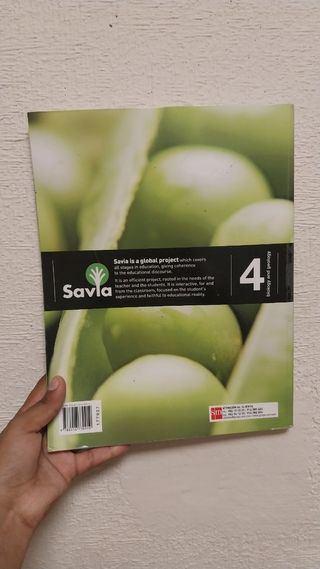 Savia is a global project which covers
all stages in education, giving coherence
to the educational discourse.
It is an efficient project, rooted in the needs of the
teacher and the students. It is interactive, for and
from the classroom, focused on the student's
experience and faithful to educational reality.
Savia
4
biology and geology
sm